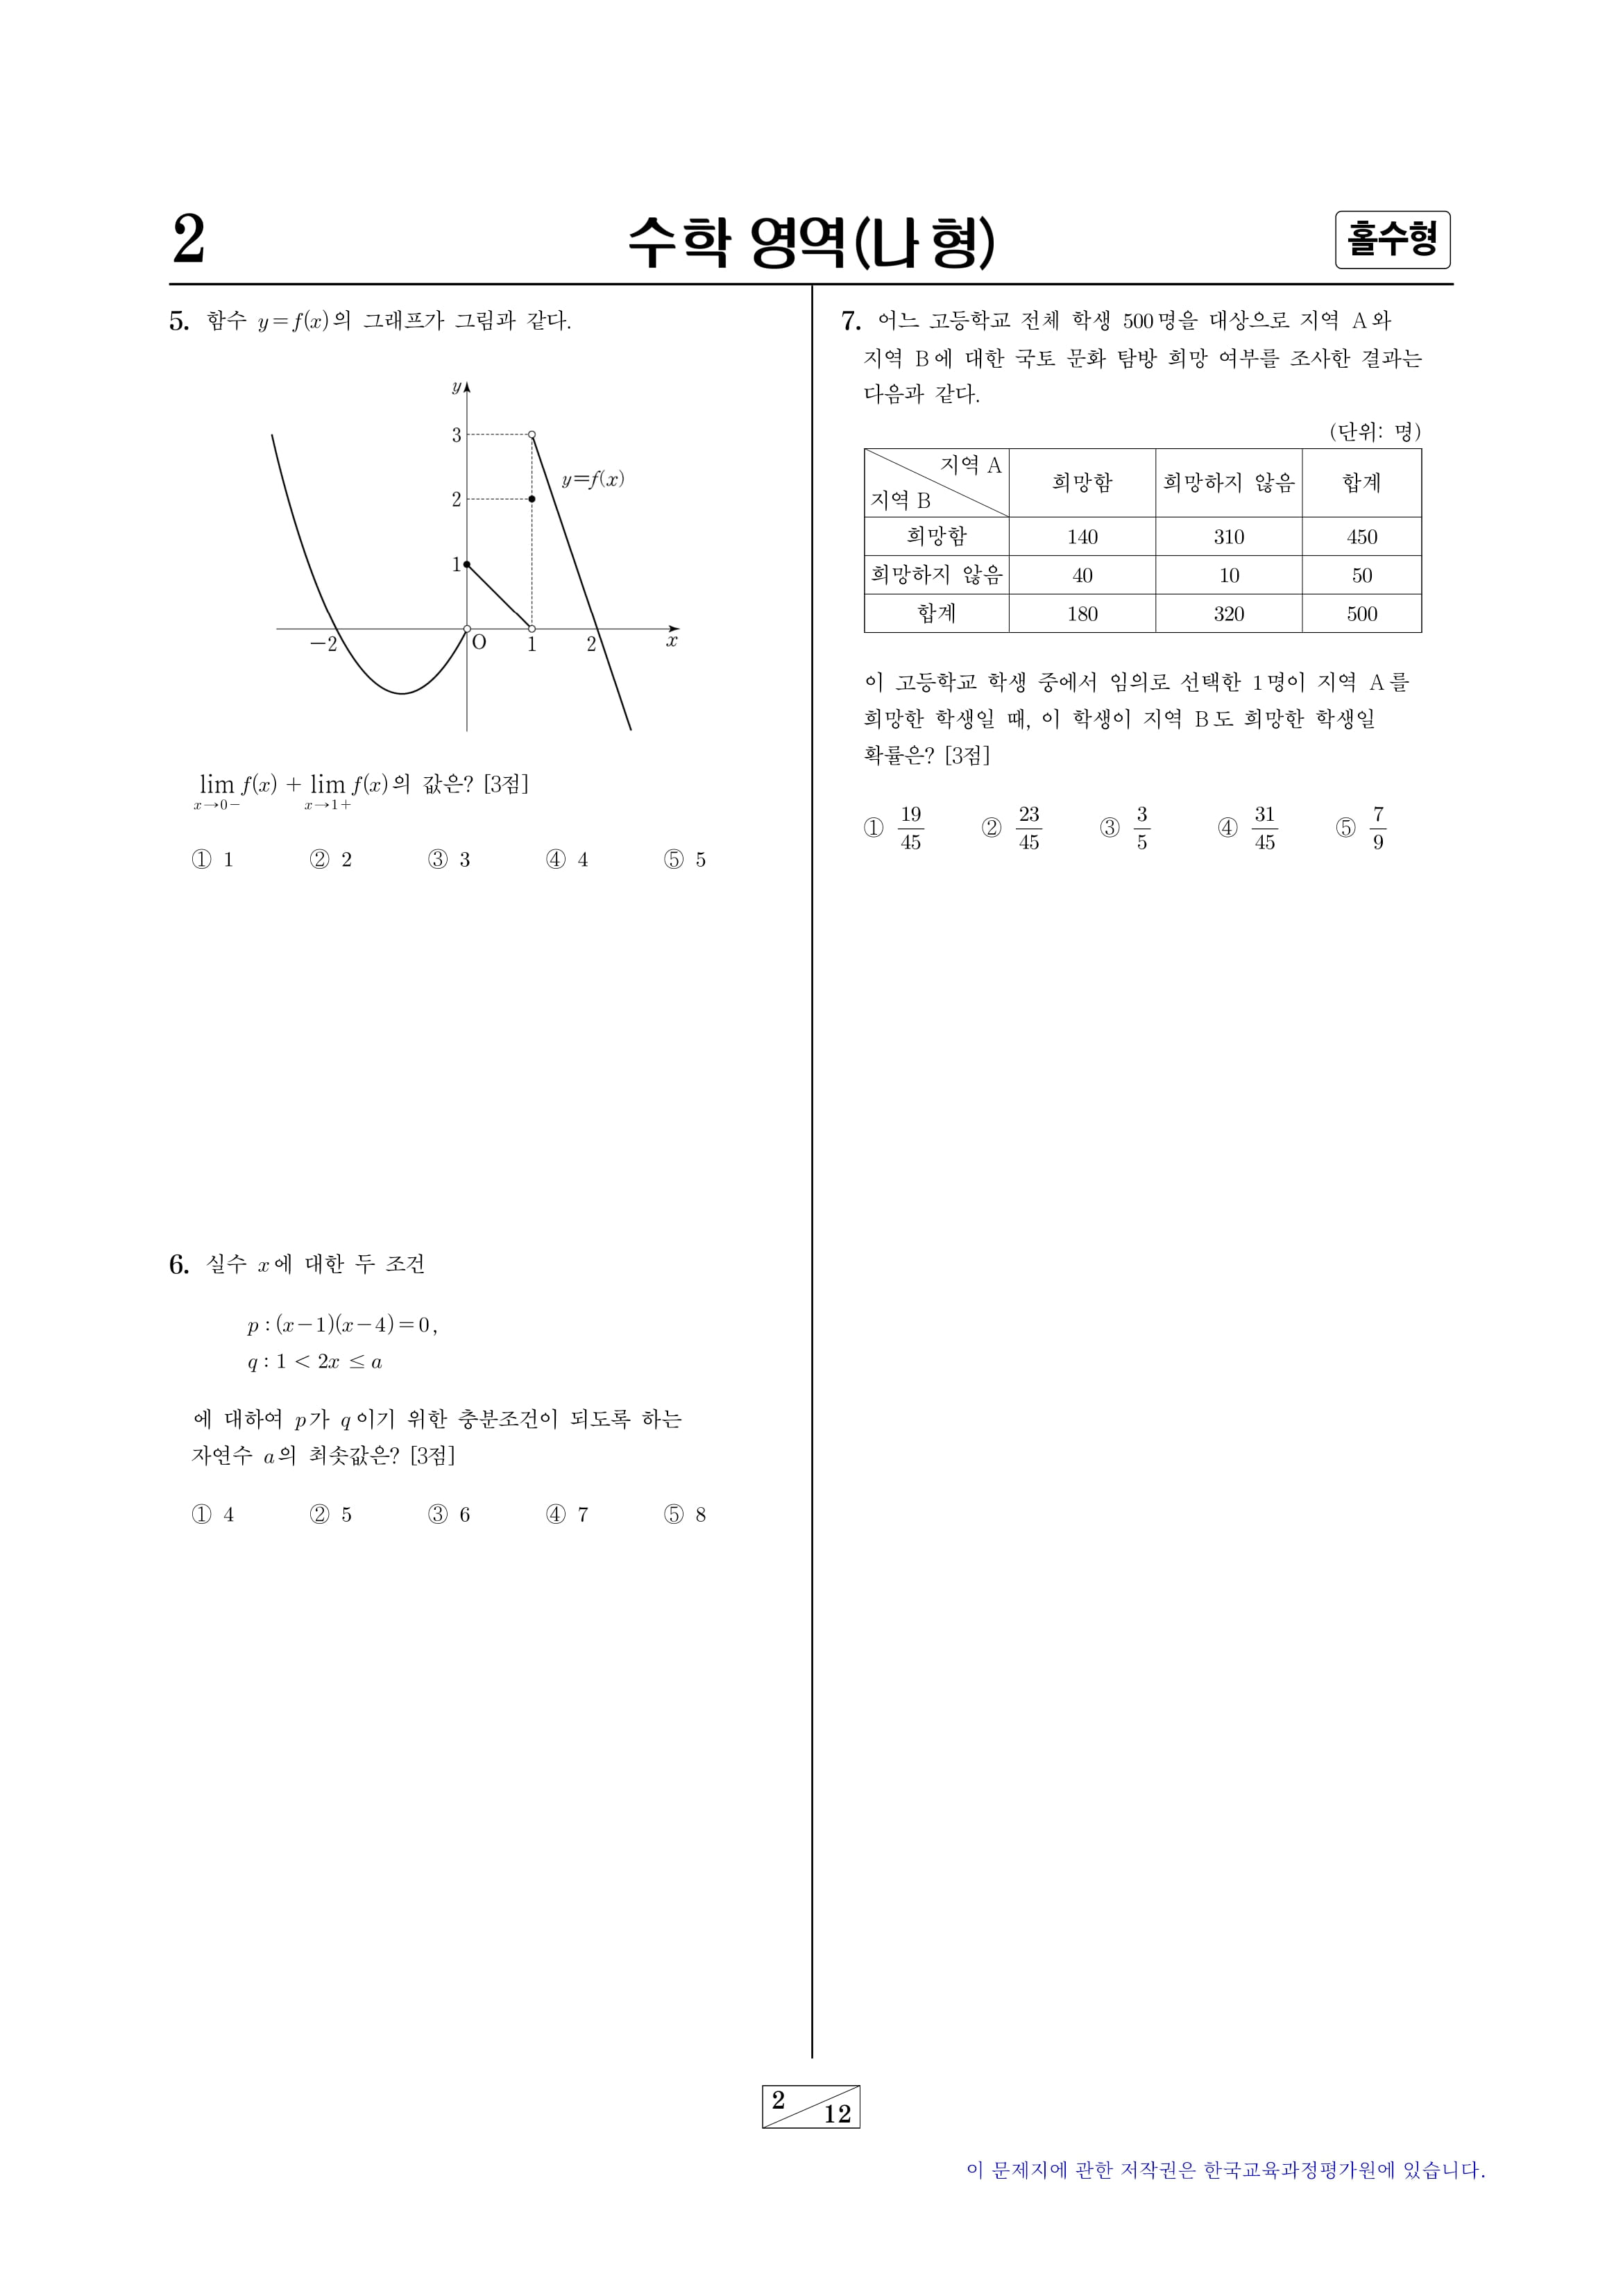 2
수학 영역(나 형)
홀수형
5. 함수 y=f(x)의 그래프가 그림과 같다.
y
3
2
1
-2
O
1
2
x
y=f(x)
lim f(x) + lim f(x)의 값은? [3점]
x→0-  x→1+
① 1 ② 2 ③ 3 ④ 4 ⑤ 5
6. 실수 x에 대한 두 조건
p : (x-1)(x-4)=0,
q : 1 < 2x ≤ a
에 대하여 p가 q이기 위한 충분조건이 되도록 하는
자연수 a의 최솟값은? [3점]
① 4 ② 5 ③ 6 ④ 7 ⑤ 8
7. 어느 고등학교 전체 학생 500명을 대상으로 지역 A와
지역 B에 대한 국토 문화 탐방 희망 여부를 조사한 결과는
다음과 같다.
(단위: 명)
지역 A
지역 B
희망함 희망하지 않음 합계
희망함 140 310 450
희망하지 않음 40 10 50
합계 180 320 500
이 고등학교 학생 중에서 임의로 선택한 1명이 지역 A를
희망한 학생일 때, 이 학생이 지역 B도 희망한 학생일
확률은? [3점]
① 19/45 ② 23/45 ③ 3/5 ④ 31/45 ⑤ 7/9
2
12
이 문제지에 관한 저작권은 한국교육과정평가원에 있습니다.